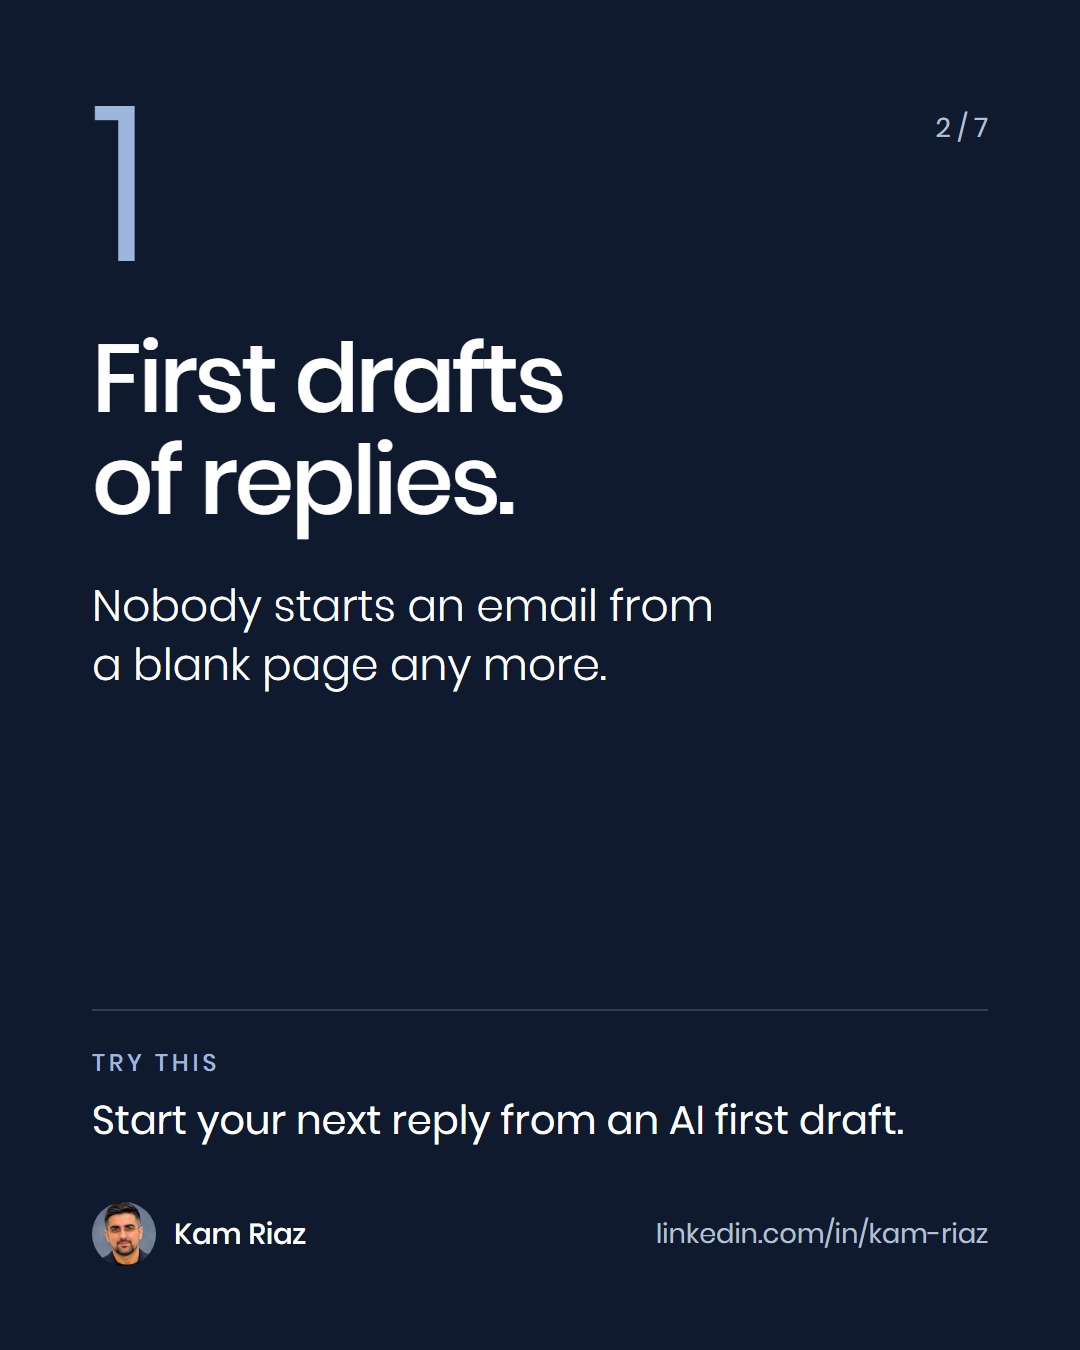 1
2 / 7
First drafts
of replies.
Nobody starts an email from
a blank page any more.
TRY THIS
Start your next reply from an AI first draft.
Kam Riaz
linkedin.com/in/kam-riaz